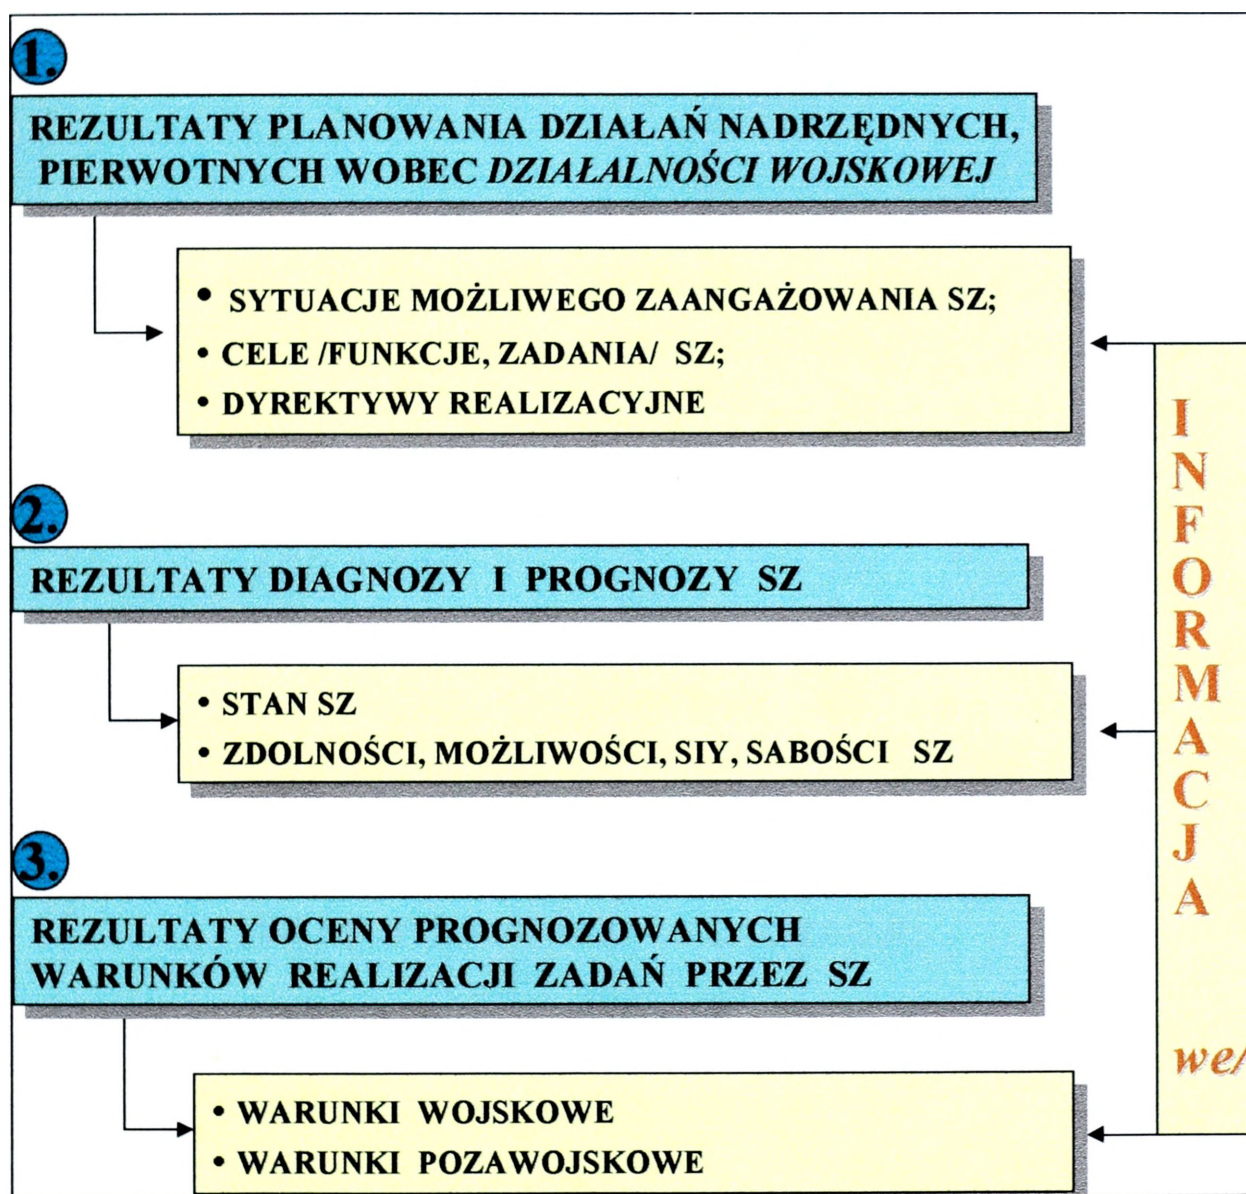 1.
REZULTATY PLANOWANIA DZIAŁAŃ NADRZĘDNYCH,
PIERWOTNYCH WOBEC DZIAŁALNOŚCI WOJSKOWEJ
• SYTUACJE MOŻLIWEGO ZAANGAŻOWANIA SZ;
• CELE /FUNKCJE, ZADANIA/ SZ;
• DYREKTYWY REALIZACYJNE
2.
REZULTATY DIAGNOZY I PROGNOZY SZ
• STAN SZ
• ZDOLNOŚCI, MOŻLIWOŚCI, SIY, SABOŚCI SZ
3.
REZULTATY OCENY PROGNOZOWANYCH
WARUNKÓW REALIZACJI ZADAŃ PRZEZ SZ
• WARUNKI WOJSKOWE
• WARUNKI POZAWOJSKOWE
INFORMACJA
we/